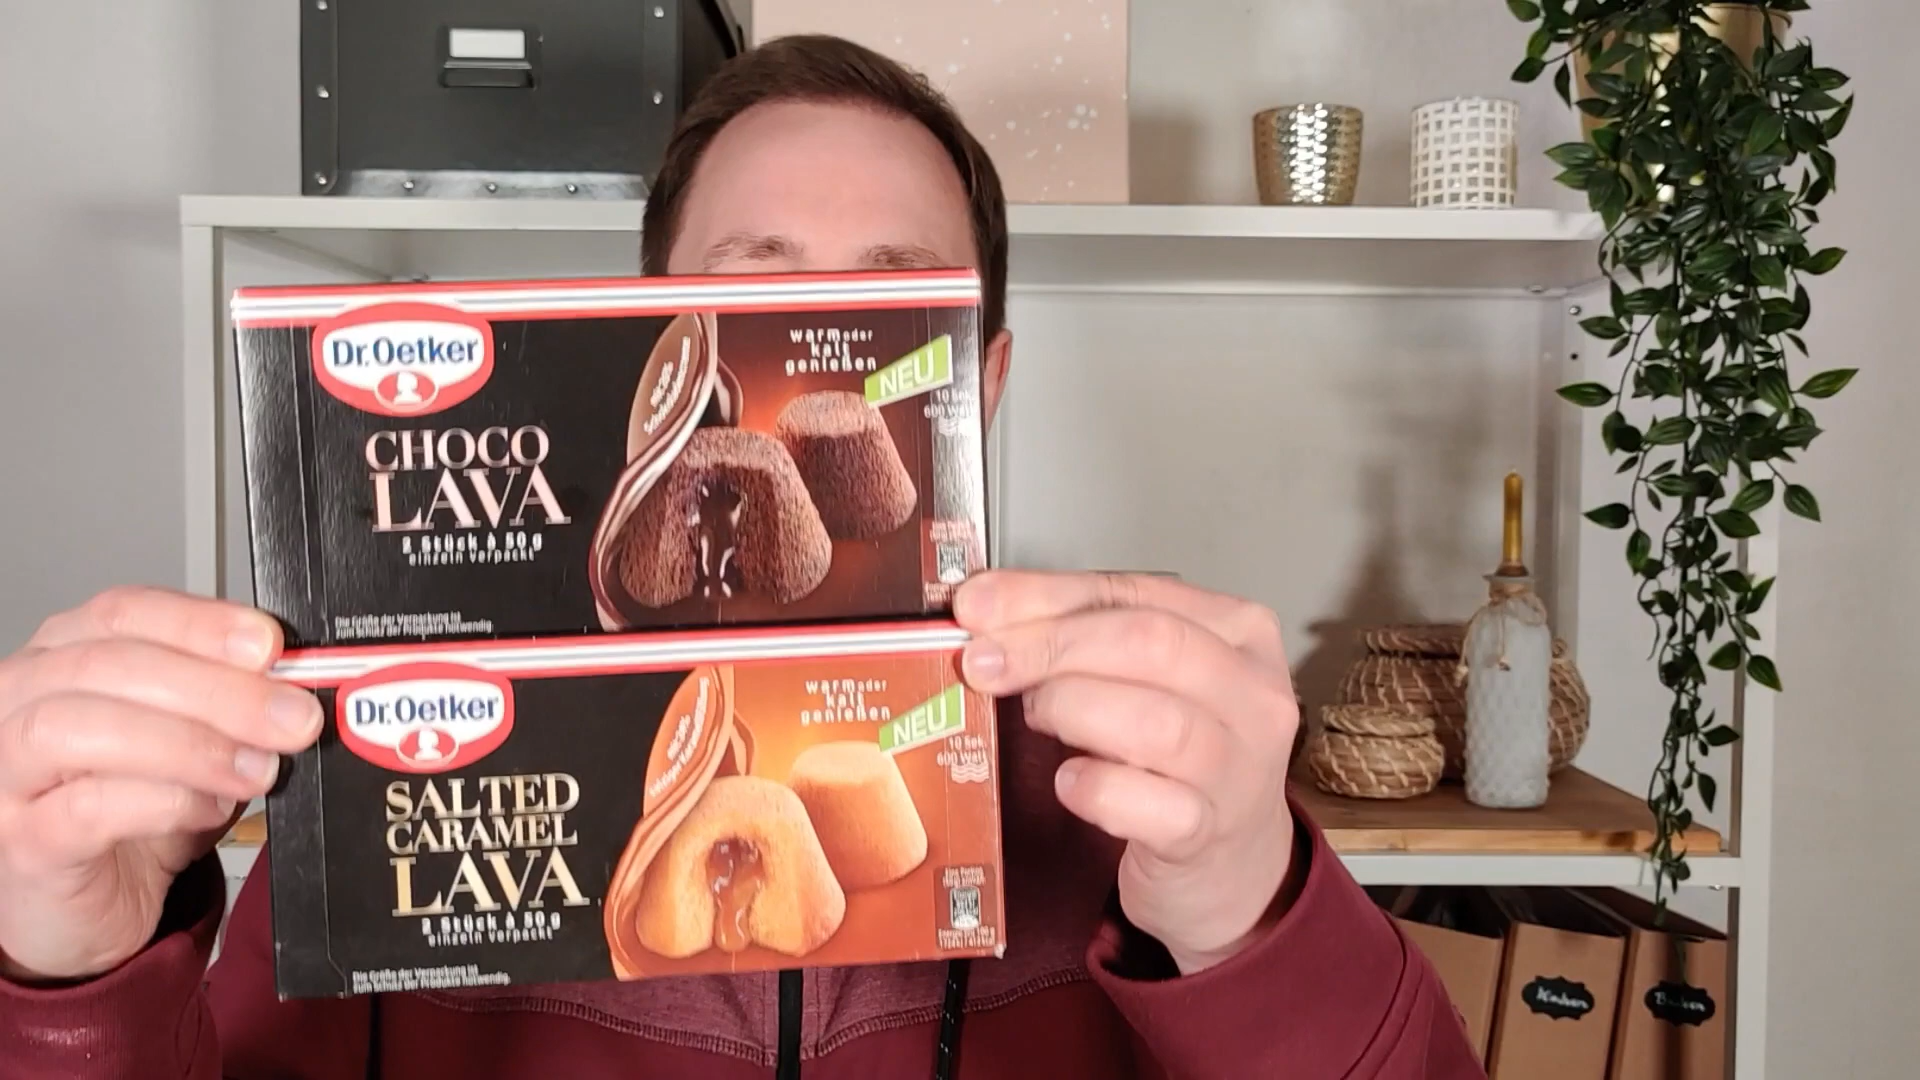 Dr.Oetker
CHOCO
LAVA
2 Stück à 50 g
einzeln verpackt
Die Größe der Verpackung ist
zum Schutz der Produkte notwendig.
warm oder
kalt
genießen
NEU
10 Sek.
600 Watt
Dr.Oetker
SALTED
CARAMEL
LAVA
2 Stück à 50 g
einzeln verpackt
Die Größe der Verpackung ist
zum Schutz der Produkte notwendig.
warm oder
kalt
genießen
NEU
10 Sek.
600 Watt